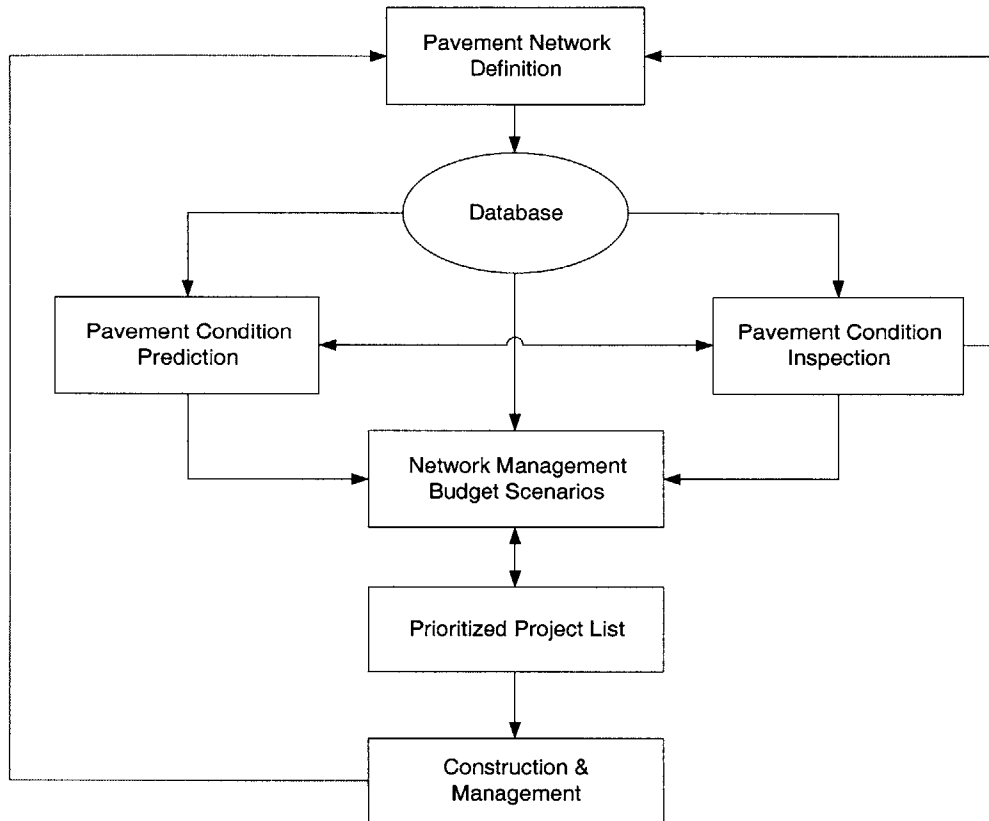 Pavement Network
Definition
Database
Pavement Condition
Prediction
Pavement Condition
Inspection
Network Management
Budget Scenarios
Prioritized Project List
Construction &
Management